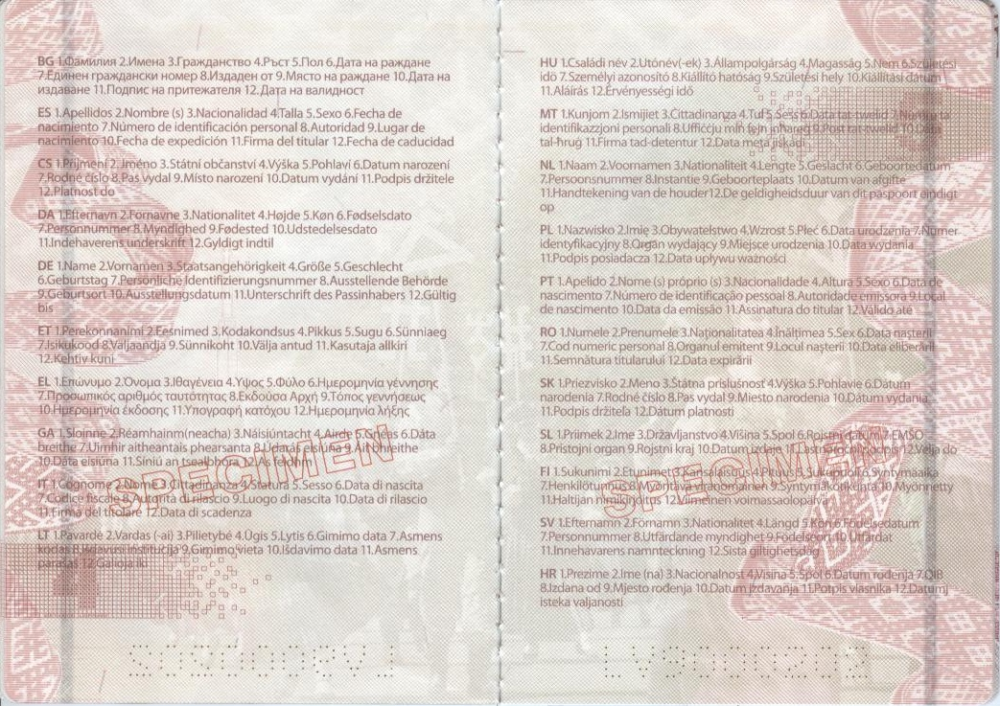 BG 1.Фамилия 2.Имена 3.Гражданство 4.Ръст 5.Пол 6.Дата на раждане
7.Единен граждански номер 8.Издаден от 9.Място на раждане 10.Дата на
издаване 11.Подпис на притежателя 12.Дата на валидност
ES 1.Apellidos 2.Nombre (s) 3.Nacionalidad 4.Talla 5.Sexo 6.Fecha de
nacimiento 7.Número de identificación personal 8.Autoridad 9.Lugar de
nacimiento 10.Fecha de expedición 11.Firma del titular 12.Fecha de caducidad
CS 1.Příjmení 2.Jméno 3.Státní občanství 4.Výška 5.Pohlaví 6.Datum narození
7.Rodné číslo 8.Pas vydal 9.Místo narození 10.Datum vydání 11.Podpis držitele
12.Platnost do
DA 1.Efternavn 2.Fornavne 3.Nationalitet 4.Højde 5.Køn 6.Fødselsdato
7.Personnummer 8.Myndighed 9.Fødested 10.Udstedelsesdato
11.Indehaverens underskrift 12.Gyldigt indtil
DE 1.Name 2.Vornamen 3.Staatsangehörigkeit 4.Größe 5.Geschlecht
6.Geburtstag 7.Persönliche Identifizierungsnummer 8.Ausstellende Behörde
9.Geburtsort 10.Ausstellungsdatum 11.Unterschrift des Passinhabers 12.Gültig
bis
ET 1.Perekonnanimi 2.Eesnimed 3.Kodakondsus 4.Pikkus 5.Sugu 6.Sünniaeg
7.Isikukood 8.Väljaandja 9.Sünnikoht 10.Välja antud 11.Kasutaja allkiri
12.Kehtiv kuni
EL 1.Επώνυμο 2.Όνομα 3.Ιθαγένεια 4.Υψος 5.Φύλο 6.Ημερομηνία γέννησης
7.Προσωπικός αριθμός ταυτότητας 8.Εκδούσα Αρχή 9.Τόπος γεννήσεως
10.Ημερομηνία έκδοσης 11.Υπογραφή κατόχου 12.Ημερομηνία λήξης
GA 1.Sloinne 2.Réamhainm(neacha) 3.Náisiúntacht 4.Airde 5.Gnéas 6.Dáta
breithe 7.Uimhir aitheantais phearsanta 8.Údarás eisiúna 9.Áit bhreithe
10.Dáta eisiúna 11.Síniú an tsealbhóra 12.As feidhm
IT 1.Cognome 2.Nome 3.Cittadinanza 4.Statura 5.Sesso 6.Data di nascita
7.Codice fiscale 8.Autorità di rilascio 9.Luogo di nascita 10.Data di rilascio
11.Firma del titolare 12.Data di scadenza
LT 1.Pavardė 2.Vardas (-ai) 3.Pilietybė 4.Ūgis 5.Lytis 6.Gimimo data 7.Asmens
kodas 8.Išdavusi institucija 9.Gimimo vieta 10.Išdavimo data 11.Asmens
parašas 12.Galioja iki
SPECIMEN
HU 1.Családi név 2.Utónév(-ek) 3.Állampolgárság 4.Magasság 5.Nem 6.Születési
idö 7.Személyi azonosító 8.Kiállító hatóság 9.Születési hely 10.Kiállítási dátum
11.Aláírás 12.Érvényességi idő
MT 1.Kunjom 2.Ismijiet 3.Cittadinanza 4.Tul 5.Sess 6.Data tat-twelid 7.Numru ta
identifikazzjoni personali 8.Uffiċċju minn fejn inħareġ 9.Post tat-twelid 10.Data
tal-ħruġ 11.Firma tad-detentur 12.Data meta jiskadi
NL 1.Naam 2.Voornamen 3.Nationaliteit 4.Lengte 5.Geslacht 6.Geboortedatum
7.Persoonsnummer 8.Instantie 9.Geboorteplaats 10.Datum van afgifte
11.Handtekening van de houder12.De geldigheidsduur van dit paspoort eindigt
op
PL 1.Nazwisko 2.Imię 3.Obywatelstwo 4.Wzrost 5.Płeć 6.Data urodzenia 7.Numer
identyfikacyjny 8.Organ wydający 9.Miejsce urodzenia 10.Data wydania
11.Podpis posiadacza 12.Data upływu ważności
PT 1.Apelido 2.Nome (s) próprio (s) 3.Nacionalidade 4.Altura 5.Sexo 6.Data de
nascimento 7.Número de identificação pessoal 8.Autoridade emissora 9.Local
de nascimento 10.Data da emissão 11.Assinatura do titular 12.Válido até
RO 1.Numele 2.Prenumele 3.Naţionalitatea 4.Înălţimea 5.Sex 6.Data naşterii
7.Cod numeric personal 8.Organul emitent 9.Locul naşterii 10.Data eliberării
11.Semnătura titularului 12.Data expirării
SK 1.Priezvisko 2.Meno 3.Štátna príslušnosť 4.Výška 5.Pohlavie 6.Dátum
narodenia 7.Rodné číslo 8.Pas vydal 9.Miesto narodenia 10.Dátum vydania
11.Podpis držiteľa 12.Dátum platnosti
SL 1.Priimek 2.Ime 3.Državljanstvo 4.Višina 5.Spol 6.Rojstni datum 7.EMŠO
8.Pristojni organ 9.Rojstni kraj 10.Datum izdaje 11.Lastnoročni podpis 12.Velja do
FI 1.Sukunimi 2.Etunimet 3.Kansalaisuus 4.Pituus 5.Sukupuoli 6.Syntymäaika
7.Henkilötunnus 8.Antava viranomainen 9.Syntymäkotikunta 10.Myönnetty
11.Haltijan nimikirjoitus 12.Viimeinen voimassaolopäivä
SV 1.Efternamn 2.Förnamn 3.Nationalitet 4.Längd 5.Kön 6.Födelsedatum
7.Personnummer 8.Utfärdande myndighet 9.Födelseort 10.Utfärdat
11.Innehavarens namnteckning 12.Sista giltighetsdag
HR 1.Prezime 2.Ime (na) 3.Nacionalnost 4.Visina 5.Spol 6.Datum rođenja 7.OIB
8.Izdana od 9.Mjesto rođenja 10.Datum izdavanja 11.Potpis vlasnika 12.Datumj
isteka valjanosti
SPECIMEN
LV9000202